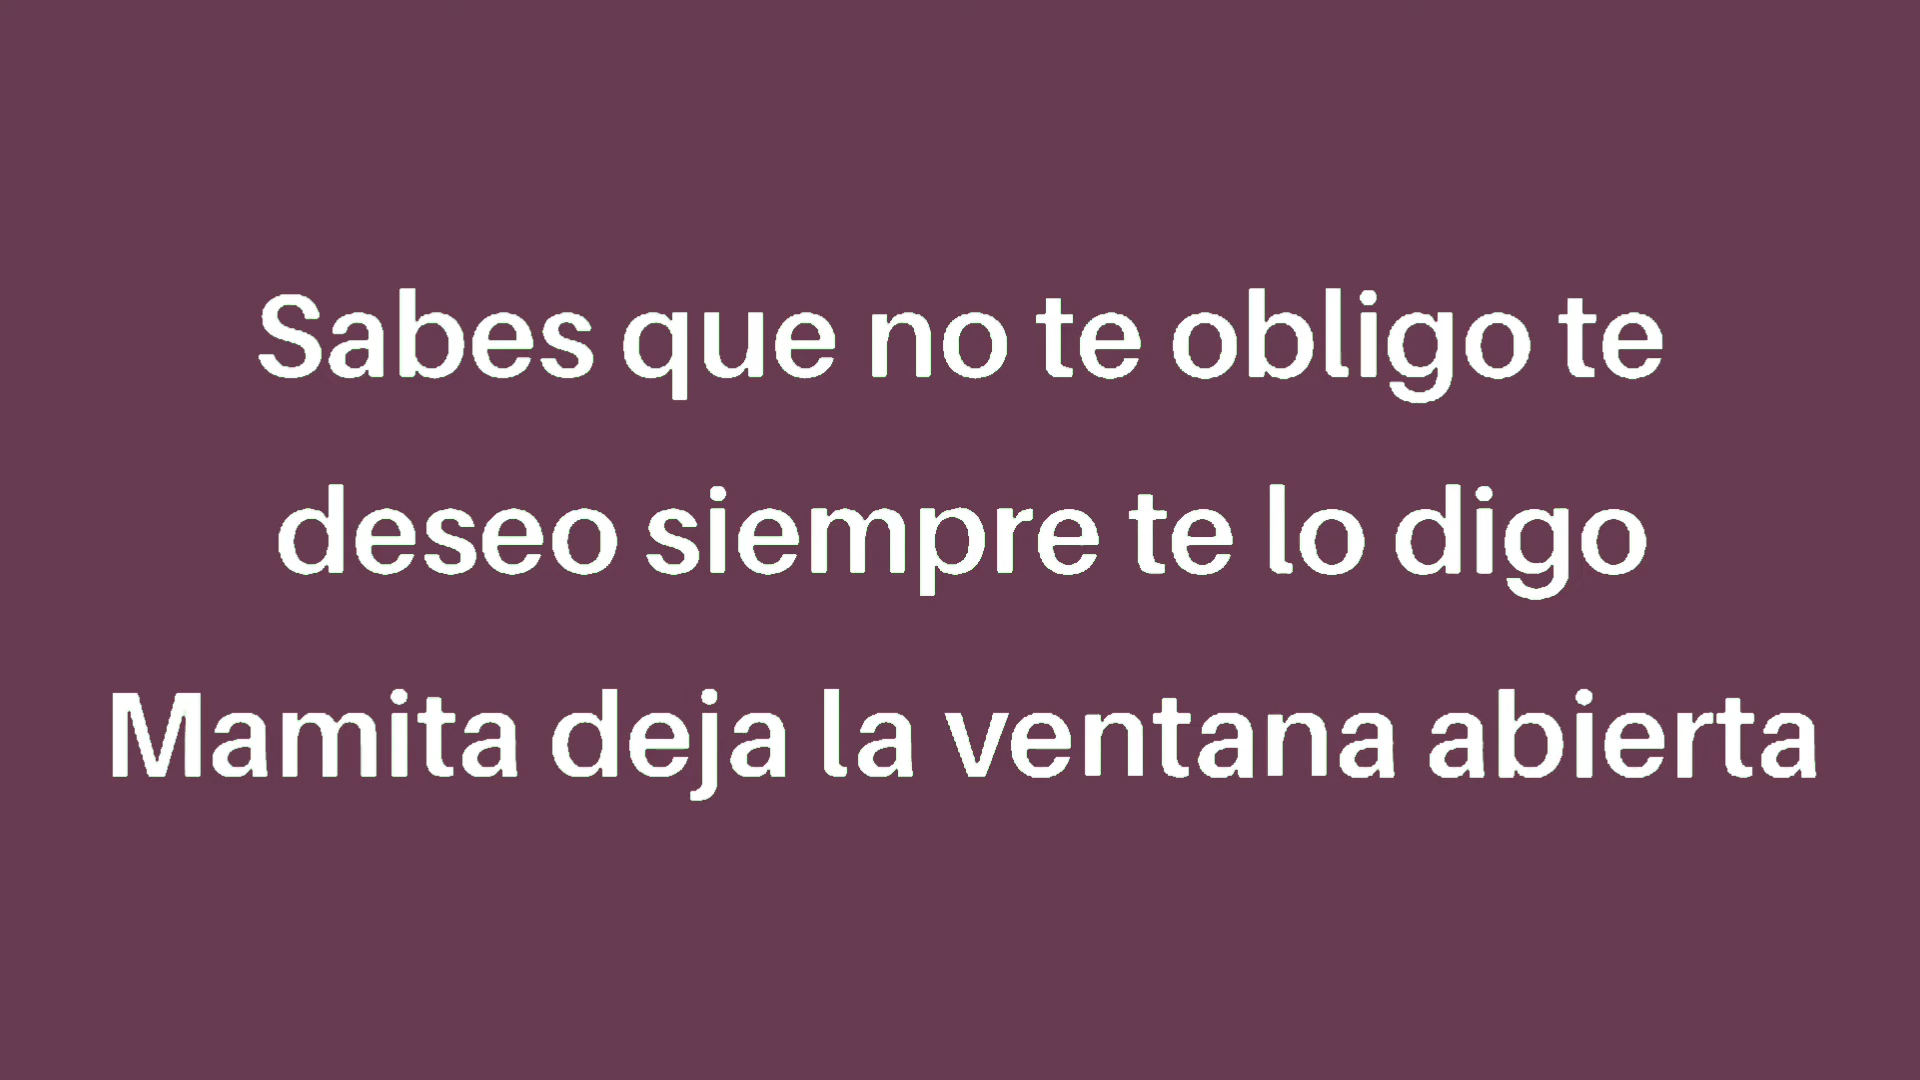 Sabes que no te obligo te
deseo siempre te lo digo
Mamita deja la ventana abierta